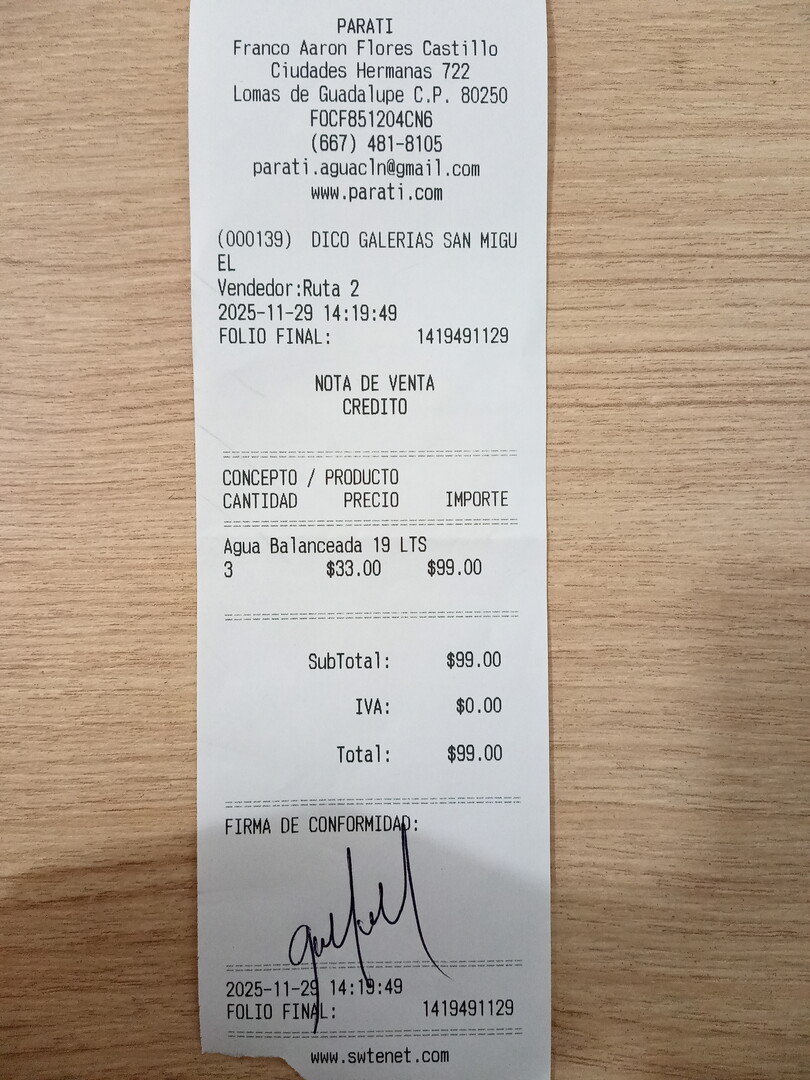 PARATI
Franco Aaron Flores Castillo
Ciudades Hermanas 722
Lomas de Guadalupe C.P. 80250
FOCF851204CN6
(667) 481-8105
parati.aguacln@gmail.com
www.parati.com
(000139) DICO GALERIAS SAN MIGU
EL
Vendedor:Ruta 2
2025-11-29 14:19:49
FOLIO FINAL: 1419491129
NOTA DE VENTA
CREDITO
CONCEPTO / PRODUCTO
CANTIDAD PRECIO IMPORTE
Agua Balanceada 19 LTS
3 $33.00 $99.00
SubTotal: $99.00
IVA: $0.00
Total: $99.00
FIRMA DE CONFORMIDAD:
2025-11-29 14:19:49
FOLIO FINAL: 1419491129
www.swtenet.com